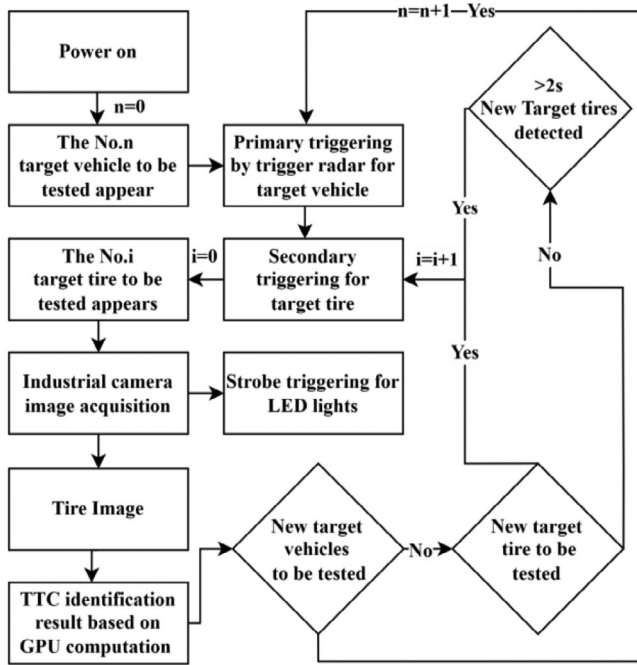 n=n+1
Yes
Power on
>2s
New Target tires
detected
n=0
The No.n
target vehicle to be
tested appear
Primary triggering
by trigger radar for
target vehicle
Yes
No
The No.i
target tire to be
tested appears
i=0
Secondary
triggering for
target tire
i=i+1
Yes
Industrial camera
image acquisition
Strobe triggering for
LED lights
Tire Image
New target
vehicles
to be tested
No
New target
tire to be
tested
TTC identification
result based on
GPU computation